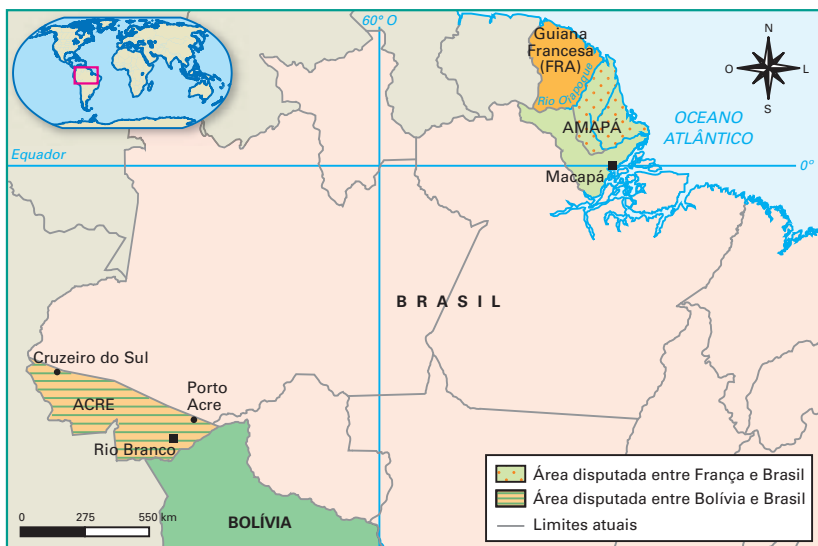 60° O
Guiana
Francesa
(FRA)
N
O
L
S
Rio Oiapoque
AMAPÁ
OCEANO
ATLÂNTICO
Equador
0°
Macapá
BRASIL
Cruzeiro do Sul
Porto
Acre
ACRE
Rio Branco
BOLÍVIA
0 275 550 km
Área disputada entre França e Brasil
Área disputada entre Bolívia e Brasil
Limites atuais